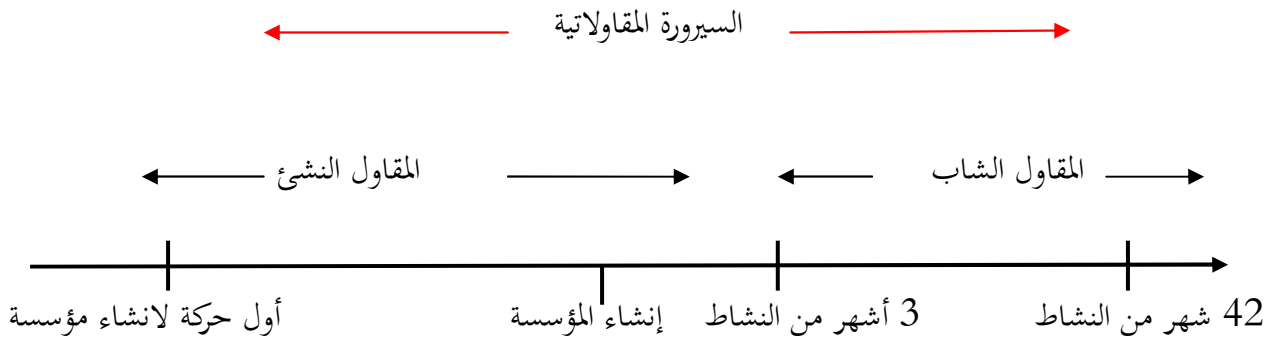 السيرورة المقاولاتية
المقاول النشئ
المقاول الشاب
أول حركة لانشاء مؤسسة
إنشاء المؤسسة
3 أشهر من النشاط
42 شهر من النشاط